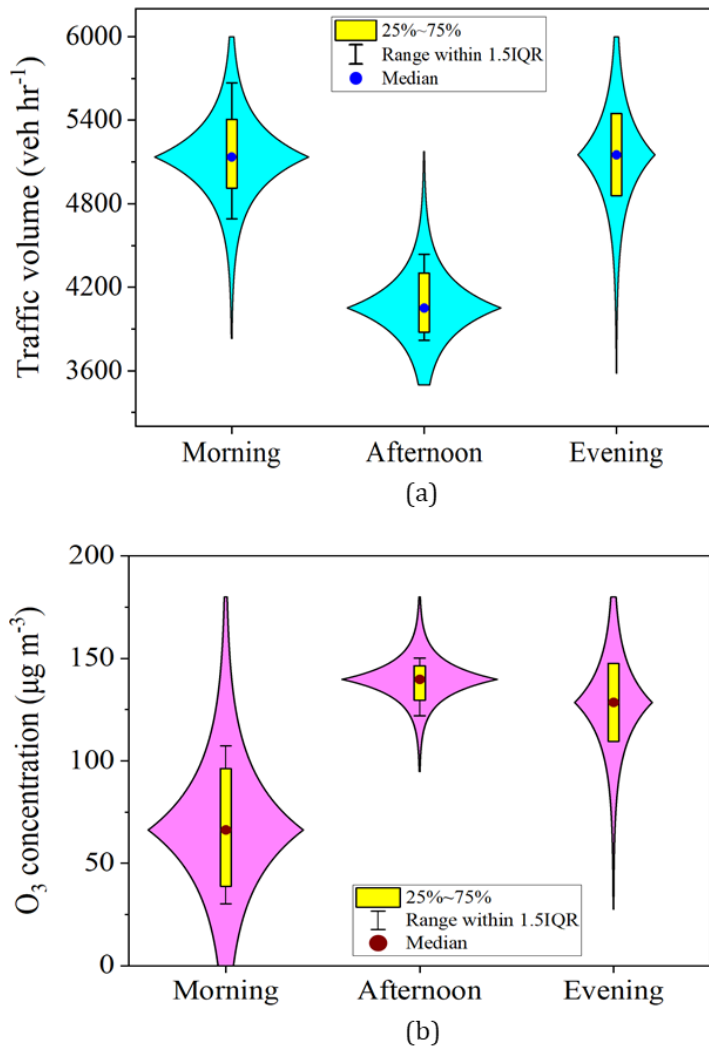 25%~75%
Range within 1.5IQR
Median
Traffic volume (veh hr⁻¹)
6000
5400
4800
4200
3600
Morning Afternoon Evening
(a)
O₃ concentration (µg m⁻³)
200
150
100
50
0
25%~75%
Range within 1.5IQR
Median
Morning Afternoon Evening
(b)